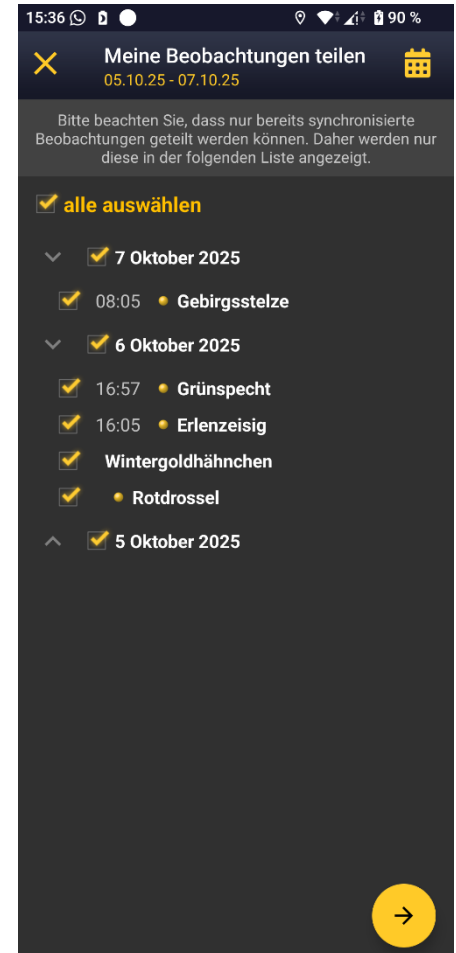 15:36 90 %
Meine Beobachtungen teilen
05.10.25 - 07.10.25
Bitte beachten Sie, dass nur bereits synchronisierte
Beobachtungen geteilt werden können. Daher werden nur
diese in der folgenden Liste angezeigt.
alle auswählen
7 Oktober 2025
08:05 Gebirgsstelze
6 Oktober 2025
16:57 Grünspecht
16:05 Erlenzeisig
Wintergoldhähnchen
Rotdrossel
5 Oktober 2025